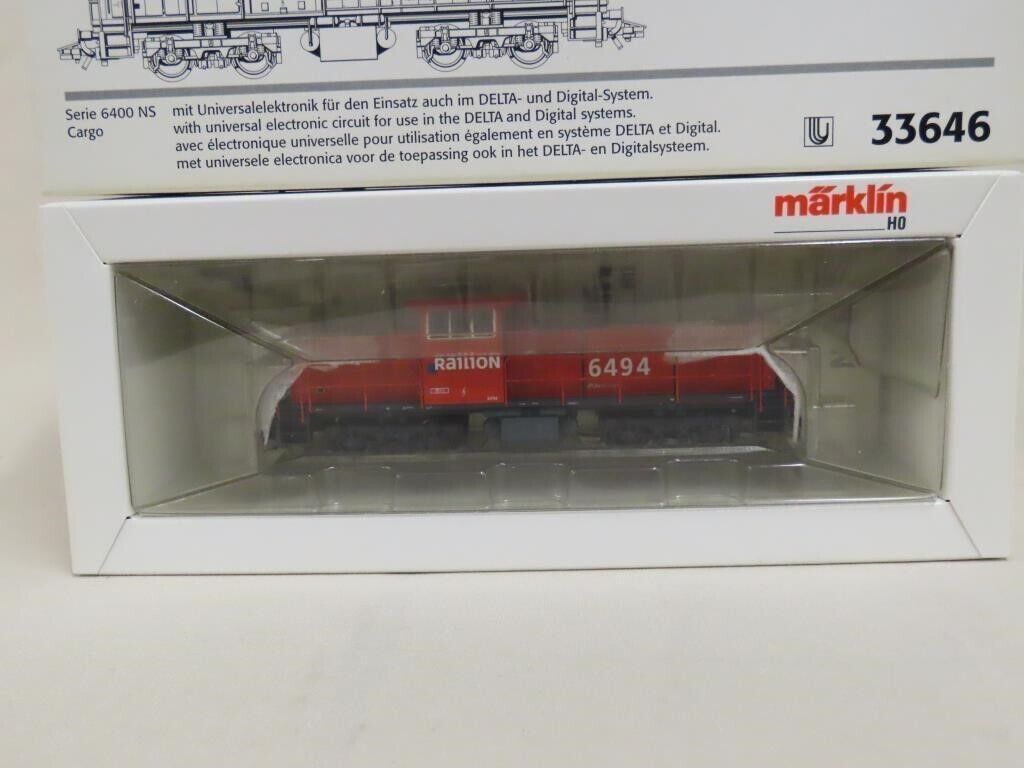 Serie 6400 NS
Cargo
mit Universalelektronik für den Einsatz auch im DELTA- und Digital-System.
with universal electronic circuit for use in the DELTA and Digital systems.
avec électronique universelle pour utilisation également en système DELTA et Digital.
met universele electronica voor de toepassing ook in het DELTA- en Digitalsysteem.
33646
märklin
H0
RaiLION
6494